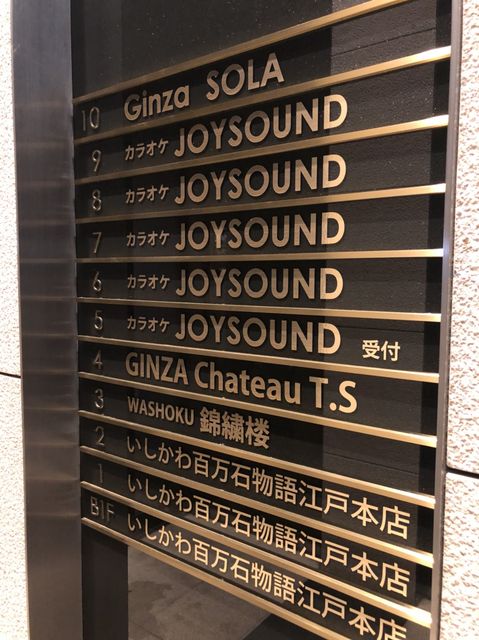 10 Ginza SOLA
9 カラオケ JOYSOUND
8 カラオケ JOYSOUND
7 カラオケ JOYSOUND
6 カラオケ JOYSOUND
5 カラオケ JOYSOUND 受付
4 GINZA Chateau T.S
3 WASHOKU 錦繍楼
2 いしかわ百万石物語江戸本店
1 いしかわ百万石物語江戸本店
B1F いしかわ百万石物語江戸本店